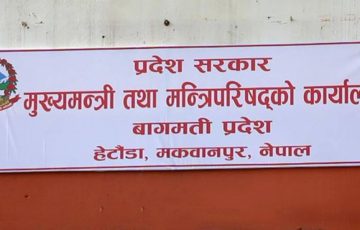 प्रदेश सरकार
मुख्यमन्त्री तथा मन्त्रिपरिषद्को कार्याल
बागमती प्रदेश
हेटौंडा, मकवानपुर, नेपाल